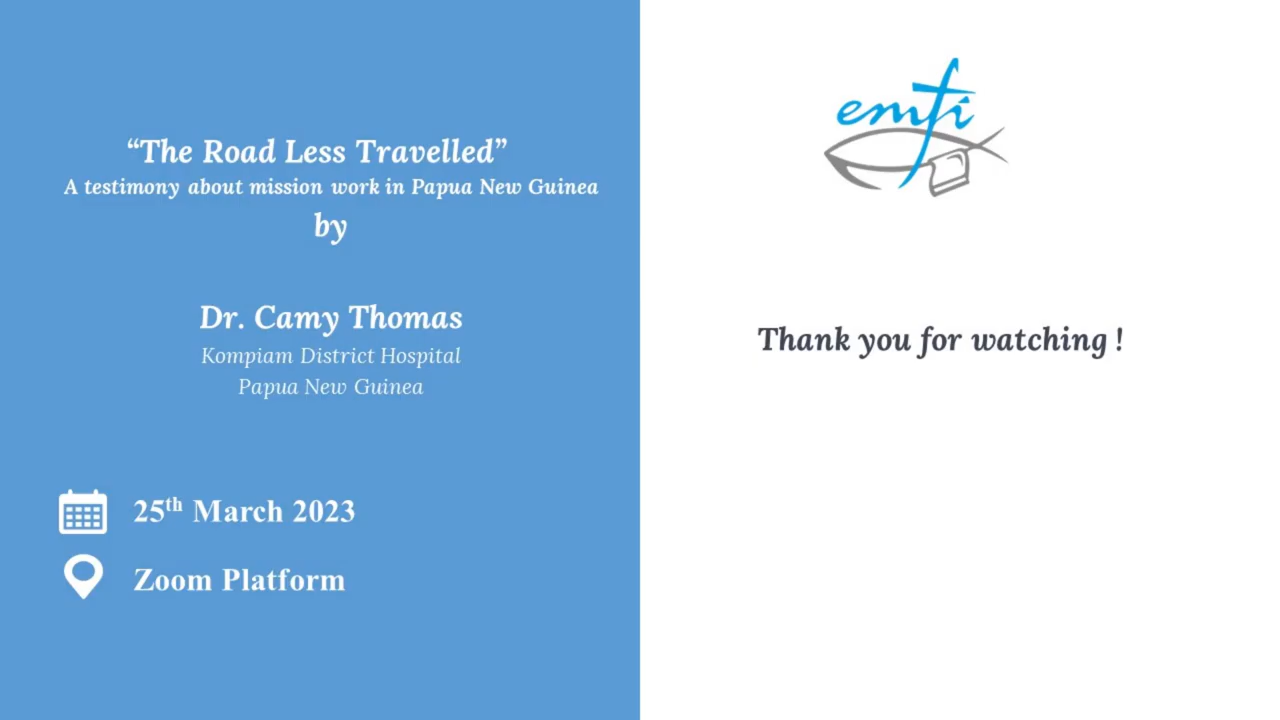 “The Road Less Travelled”
A testimony about mission work in Papua New Guinea
by
Dr. Camy Thomas
Kompiam District Hospital
Papua New Guinea
25th March 2023
Zoom Platform
emfi
Thank you for watching !